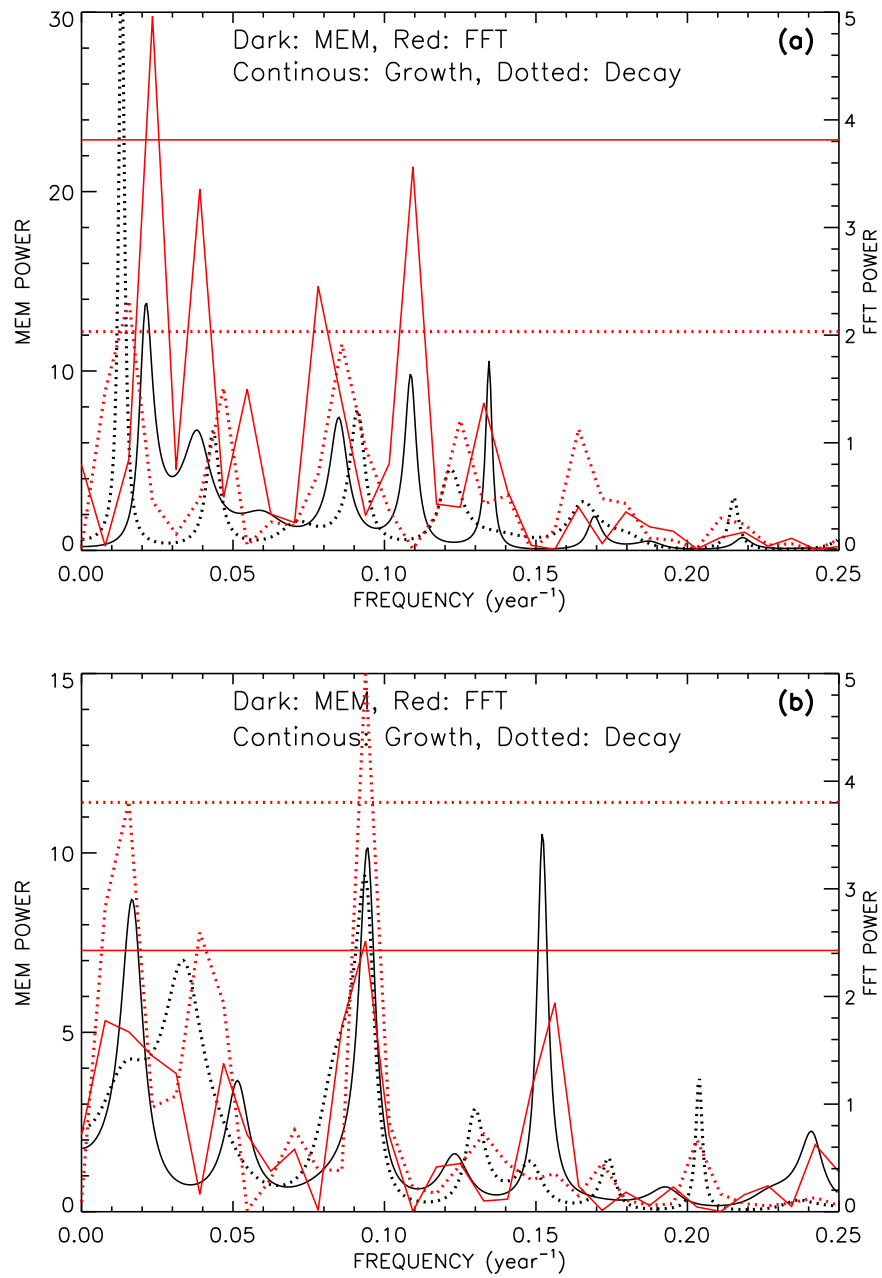 Dark: MEM, Red: FFT
(a)
Continous: Growth, Dotted: Decay
30
20
10
0
MEM POWER
5
4
3
2
1
0
FFT POWER
0.00 0.05 0.10 0.15 0.20 0.25
FREQUENCY (year⁻¹)
Dark: MEM, Red: FFT
(b)
Continous: Growth, Dotted: Decay
15
10
5
0
MEM POWER
5
4
3
2
1
0
FFT POWER
0.00 0.05 0.10 0.15 0.20 0.25
FREQUENCY (year⁻¹)